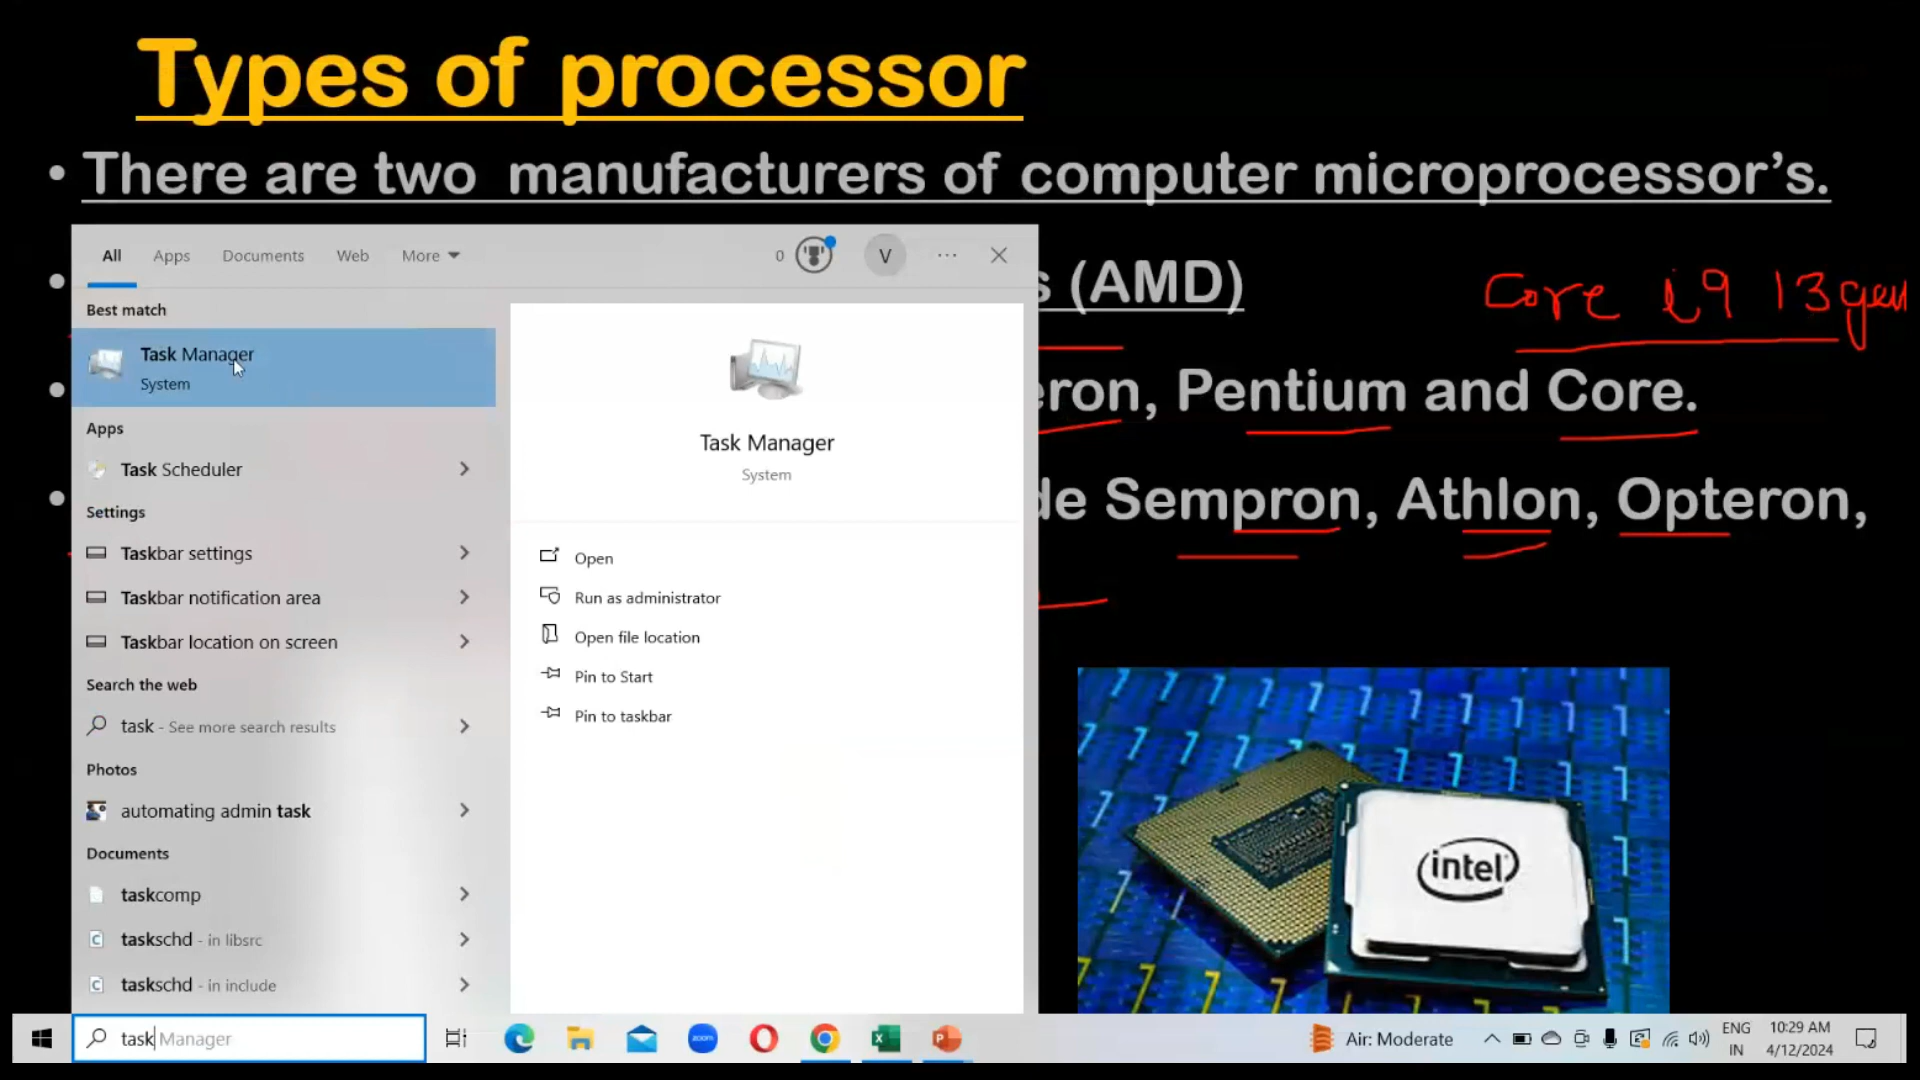 Types of processor
• There are two  manufacturers of computer microprocessor's.
• s (AMD)
Core i9 13gen
• eron, Pentium and Core.
• de Sempron, Athlon, Opteron,
All Apps Documents Web More 0 V ...
Best match
Task Manager
System
Apps
Task Scheduler
Settings
Taskbar settings
Taskbar notification area
Taskbar location on screen
Search the web
task - See more search results
Photos
automating admin task
Documents
taskcomp
taskschd - in libsrc
taskschd - in include
Task Manager
System
Open
Run as administrator
Open file location
Pin to Start
Pin to taskbar
intel
task Manager
zoom
Air: Moderate
ENG
IN
10:29 AM
4/12/2024